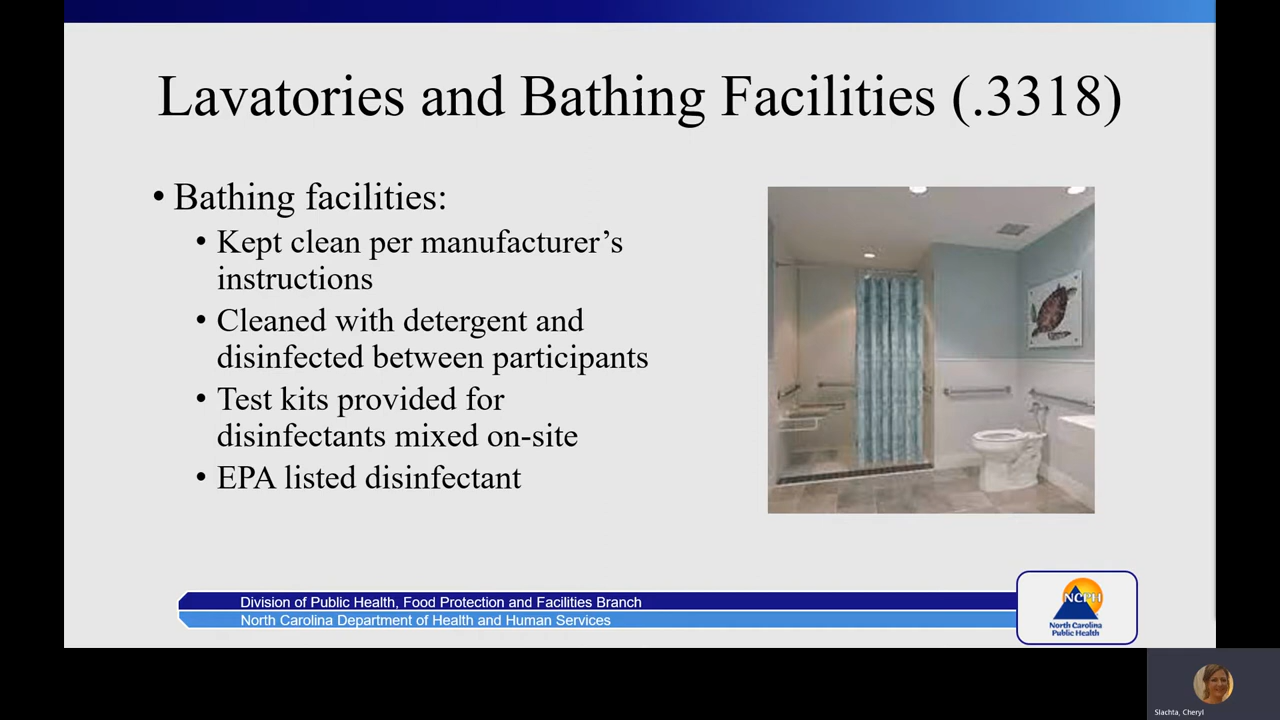 Lavatories and Bathing Facilities (.3318)
• Bathing facilities:
• Kept clean per manufacturer’s
instructions
• Cleaned with detergent and
disinfected between participants
• Test kits provided for
disinfectants mixed on-site
• EPA listed disinfectant
Division of Public Health, Food Protection and Facilities Branch
North Carolina Department of Health and Human Services
NCPH
North Carolina
Public Health
Slachta, Cheryl